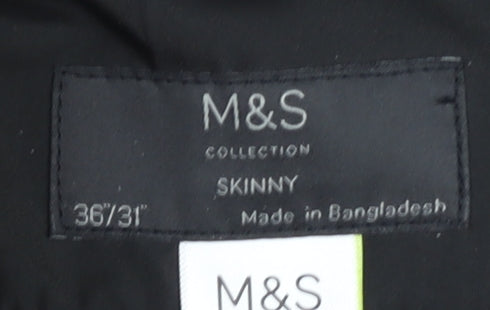 M&S
COLLECTION
SKINNY
36"/31" Made in Bangladesh
M&S